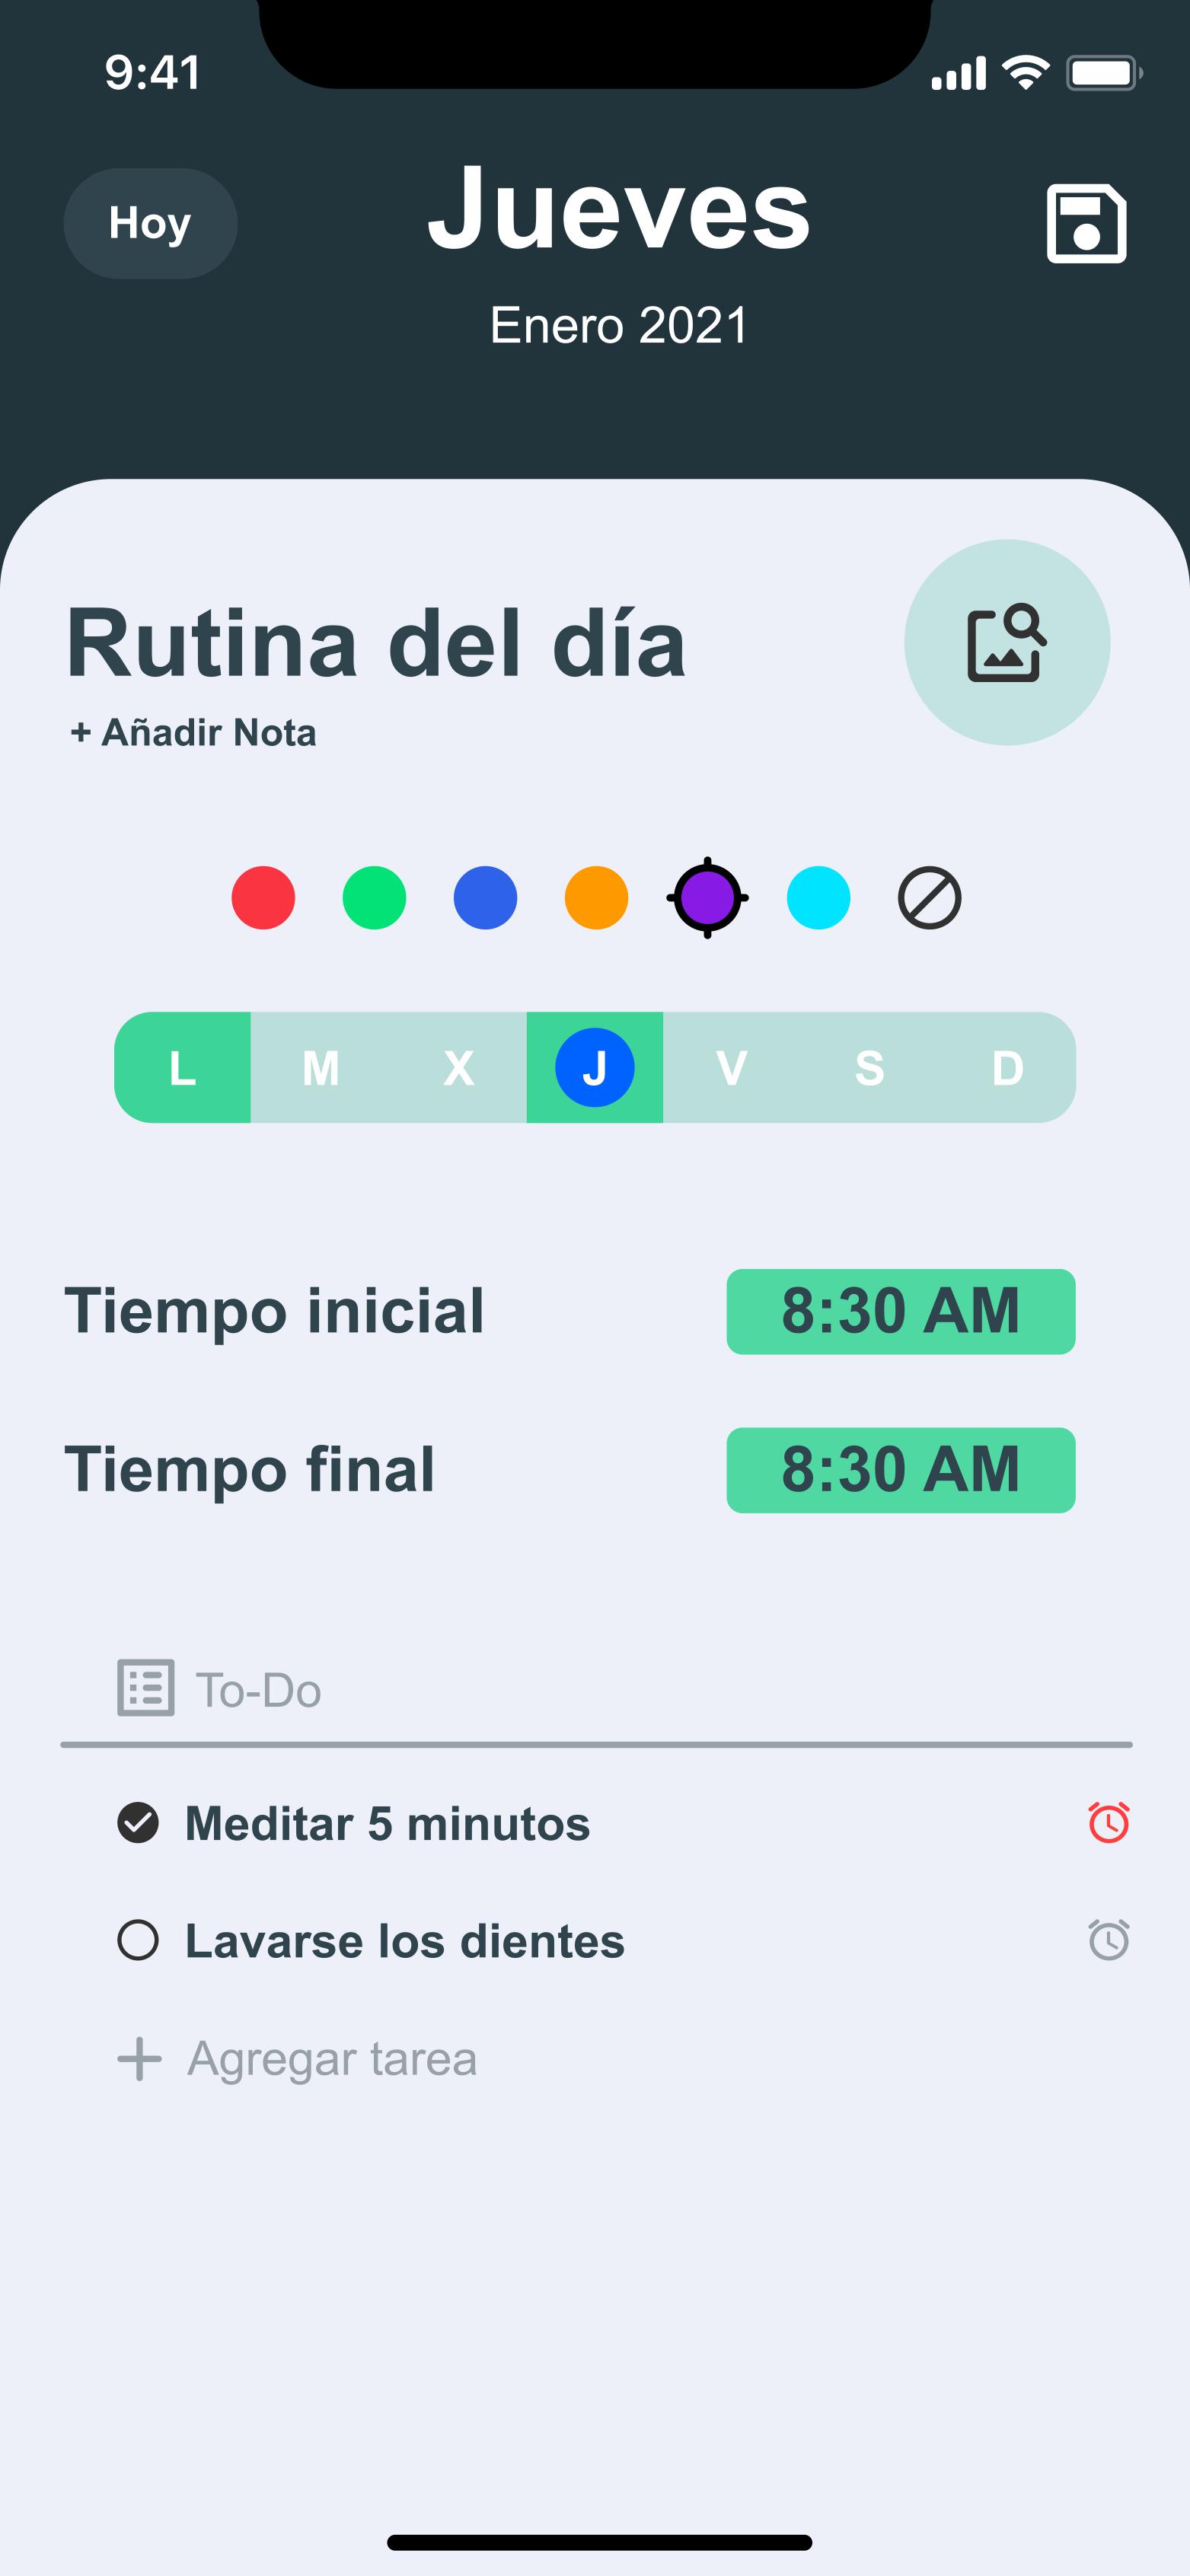 9:41
Hoy
Jueves
Enero 2021
Rutina del día
+ Añadir Nota
L M X J V S D
Tiempo inicial 8:30 AM
Tiempo final 8:30 AM
To-Do
Meditar 5 minutos
Lavarse los dientes
Agregar tarea